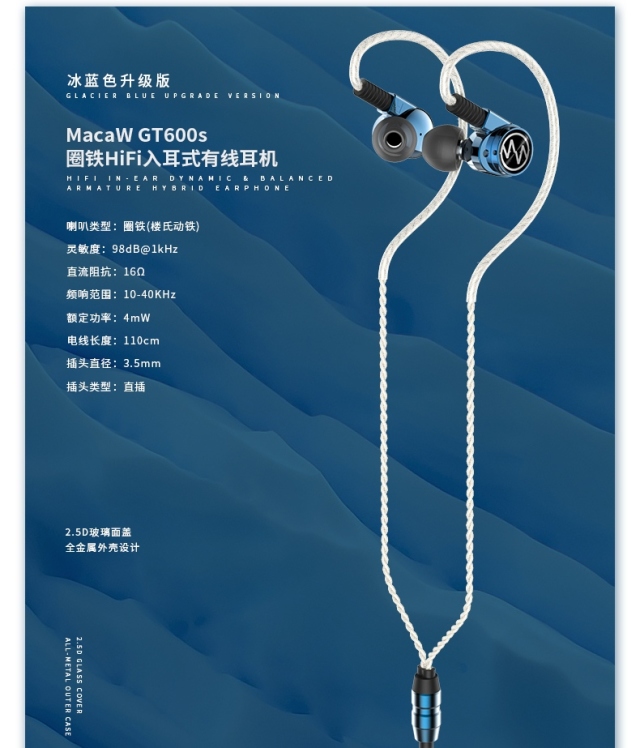 冰蓝色升级版
GLACIER BLUE UPGRADE VERSION
MacaW GT600s
圈铁HiFi入耳式有线耳机
HIFI IN-EAR DYNAMIC & BALANCED
ARMATURE HYBRID EARPHONE
喇叭类型：圈铁(楼氏动铁)
灵敏度：98dB@1kHz
直流阻抗：16Ω
频响范围：10-40KHz
额定功率：4mW
电线长度：110cm
插头直径：3.5mm
插头类型：直插
2.5D玻璃面盖
全金属外壳设计
2.5D GLASS COVER
ALL-METAL OUTER CASE